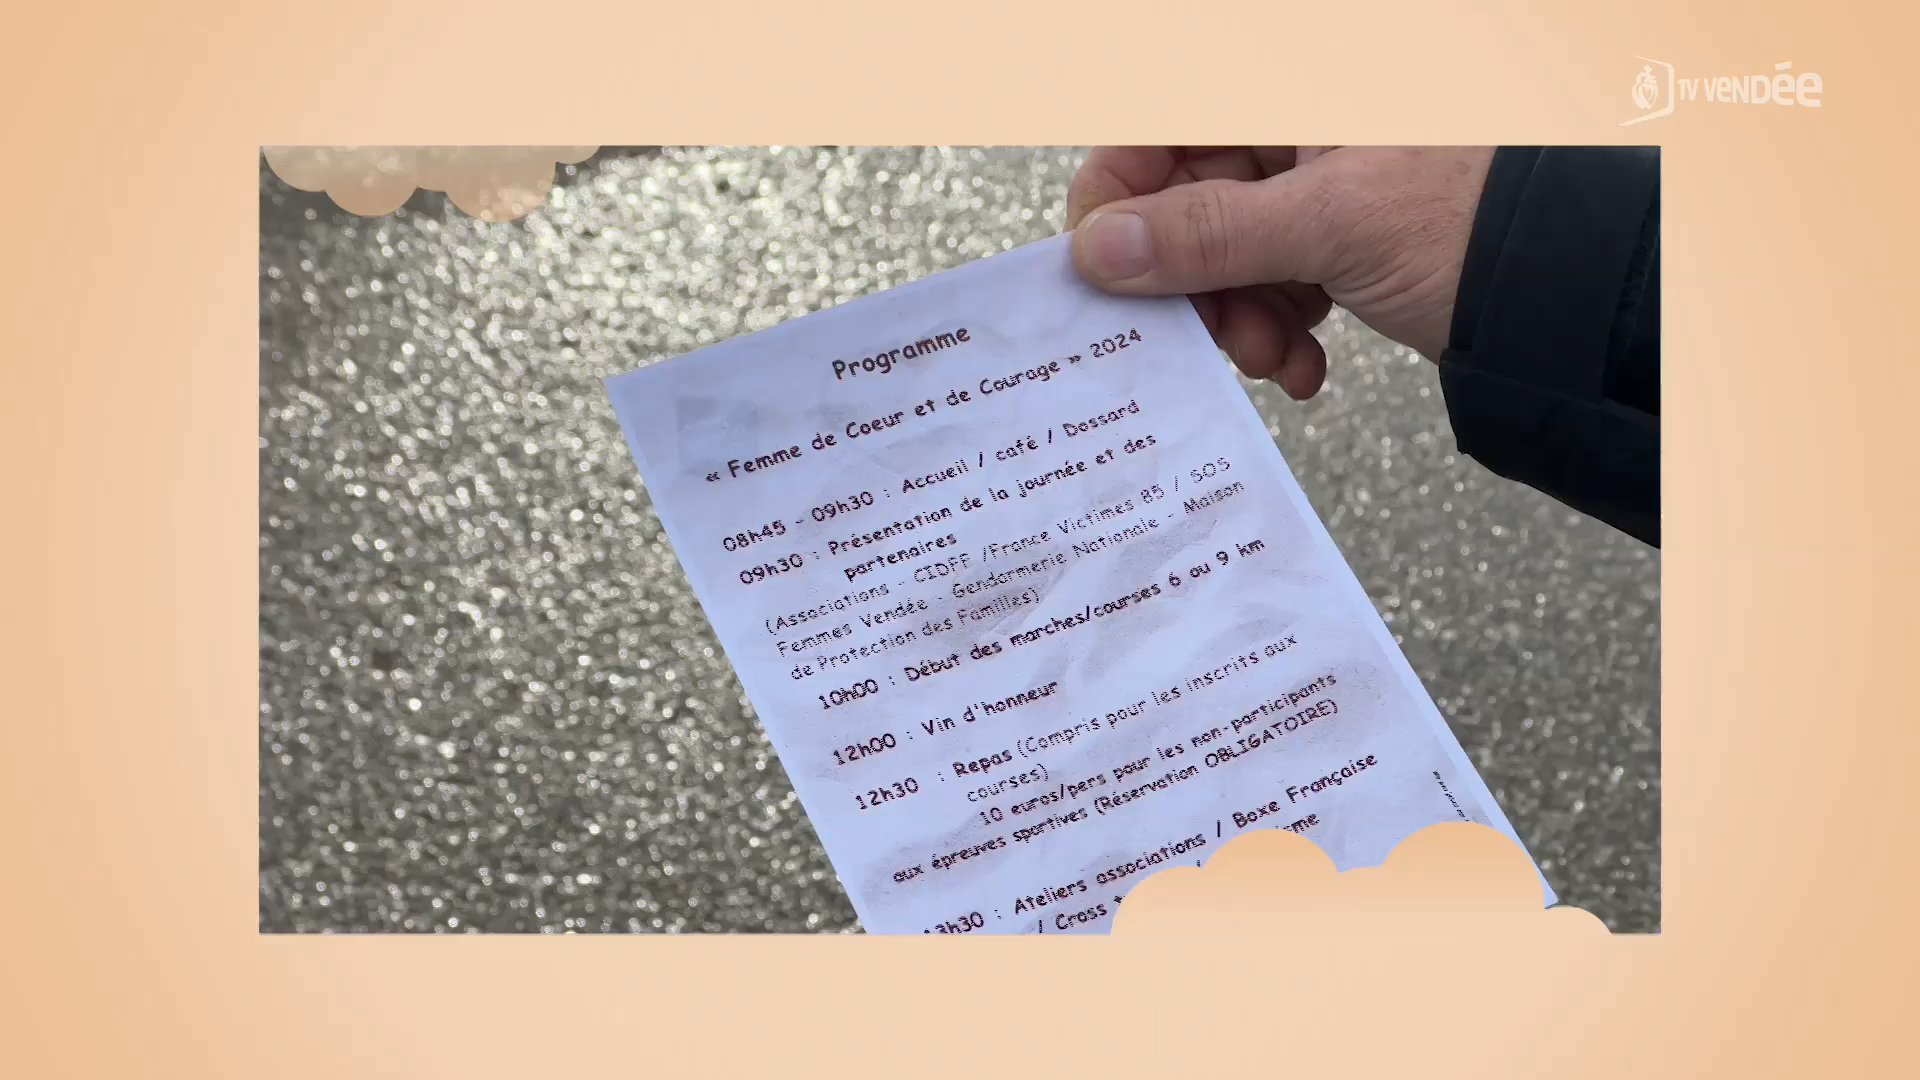 TV VENDÉE
Programme
« Femme de Coeur et de Courage » 2024
08h45 - 09h30 : Accueil / café / Dossard
09h30 : Présentation de la journée et des
partenaires
(Associations - CIDFF /France Victimes 85 / SOS
Femmes Vendée - Gendarmerie Nationale - Maison
de Protection des Familles)
10h00 : Début des marches/courses 6 ou 9 km
12h00 : Vin d'honneur
12h30 : Repas (Compris pour les inscrits aux
courses)
10 euros/pers pour les non-participants
aux épreuves sportives (Réservation OBLIGATOIRE)
13h30 : Ateliers associations / Boxe Française
/ Cross